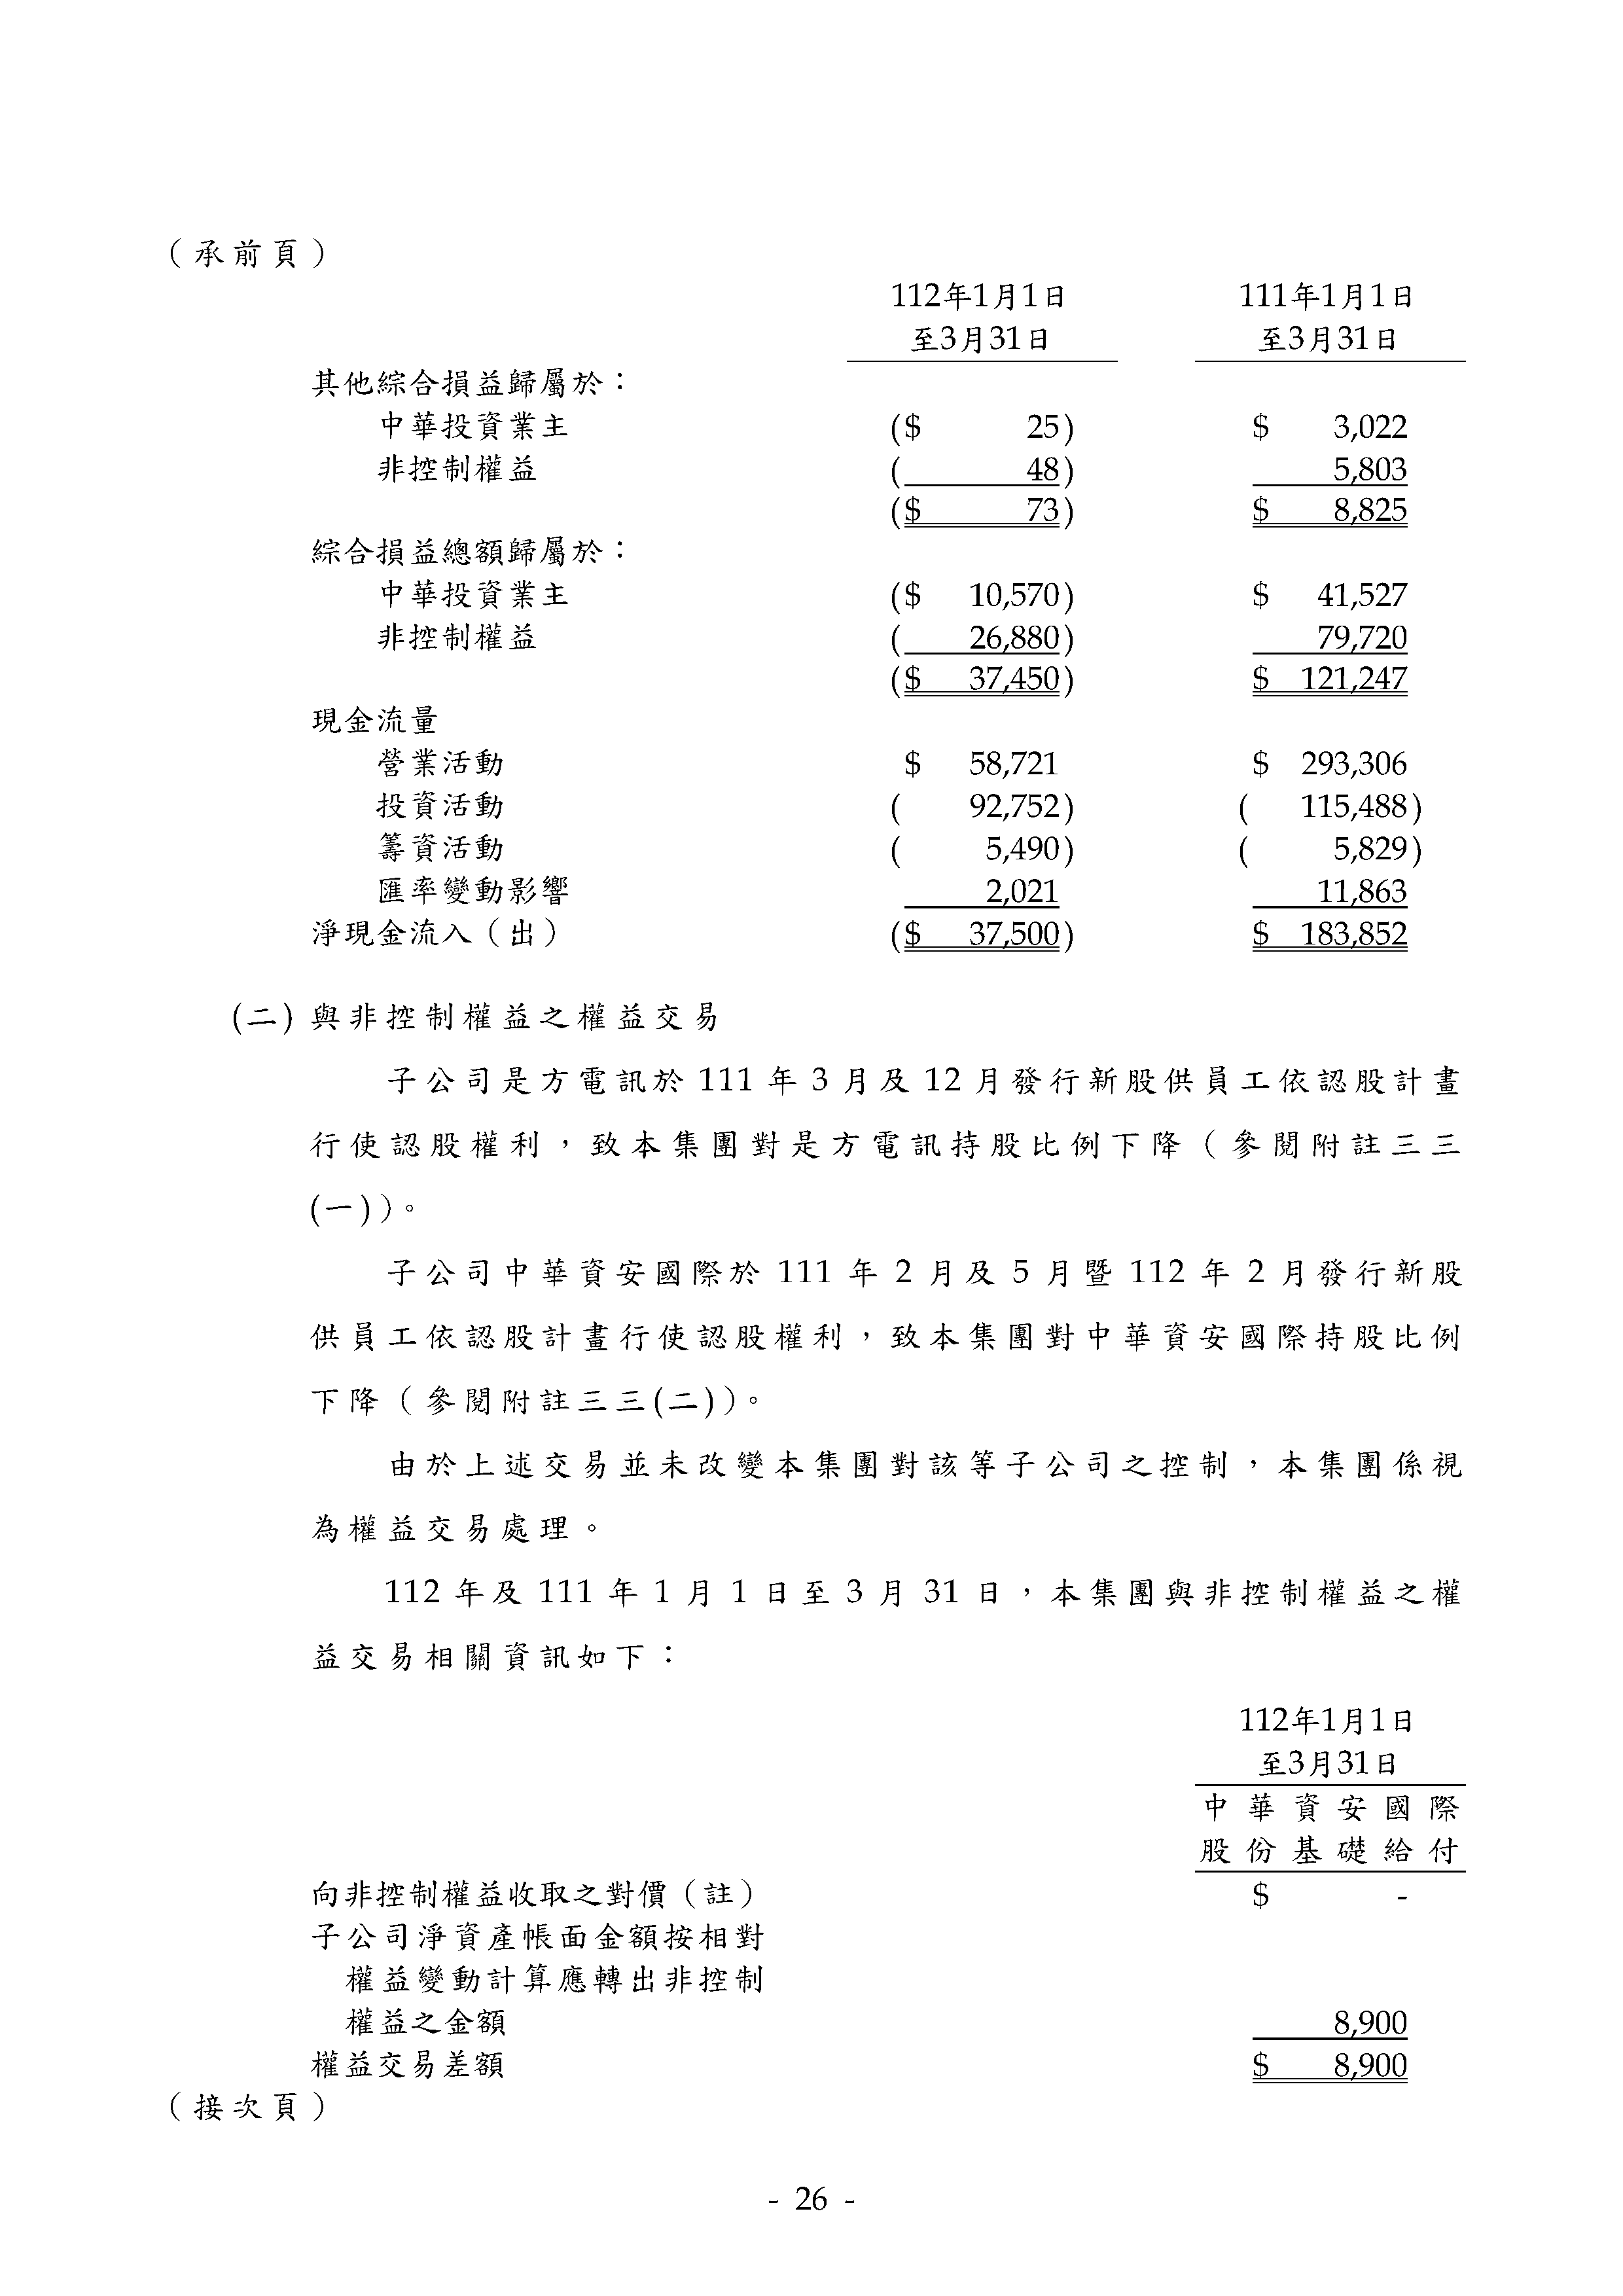 （承前頁）
112年1月1日 111年1月1日
至3月31日 至3月31日
其他綜合損益歸屬於：
中華投資業主 ($ 25) $ 3,022
非控制權益 ( 48) 5,803
($ 73) $ 8,825
綜合損益總額歸屬於：
中華投資業主 ($ 10,570) $ 41,527
非控制權益 ( 26,880) 79,720
($ 37,450) $ 121,247
現金流量
營業活動 $ 58,721 $ 293,306
投資活動 ( 92,752) ( 115,488)
籌資活動 ( 5,490) ( 5,829)
匯率變動影響 2,021 11,863
淨現金流入（出） ($ 37,500) $ 183,852
(二) 與非控制權益之權益交易
子公司是方電訊於 111 年 3 月及 12 月發行新股供員工依認股計畫
行使認股權利，致本集團對是方電訊持股比例下降（參閱附註三三
(一)）。
子公司中華資安國際於 111 年 2 月及 5 月暨 112 年 2 月發行新股
供員工依認股計畫行使認股權利，致本集團對中華資安國際持股比例
下降（參閱附註三三(二)）。
由於上述交易並未改變本集團對該等子公司之控制，本集團係視
為權益交易處理。
112 年及 111 年 1 月 1 日至 3 月 31 日，本集團與非控制權益之權
益交易相關資訊如下：
112年1月1日
至3月31日
中華資安國際
股份基礎給付
向非控制權益收取之對價（註） $ -
子公司淨資產帳面金額按相對
權益變動計算應轉出非控制
權益之金額 8,900
權益交易差額 $ 8,900
（接次頁）
- 26 -